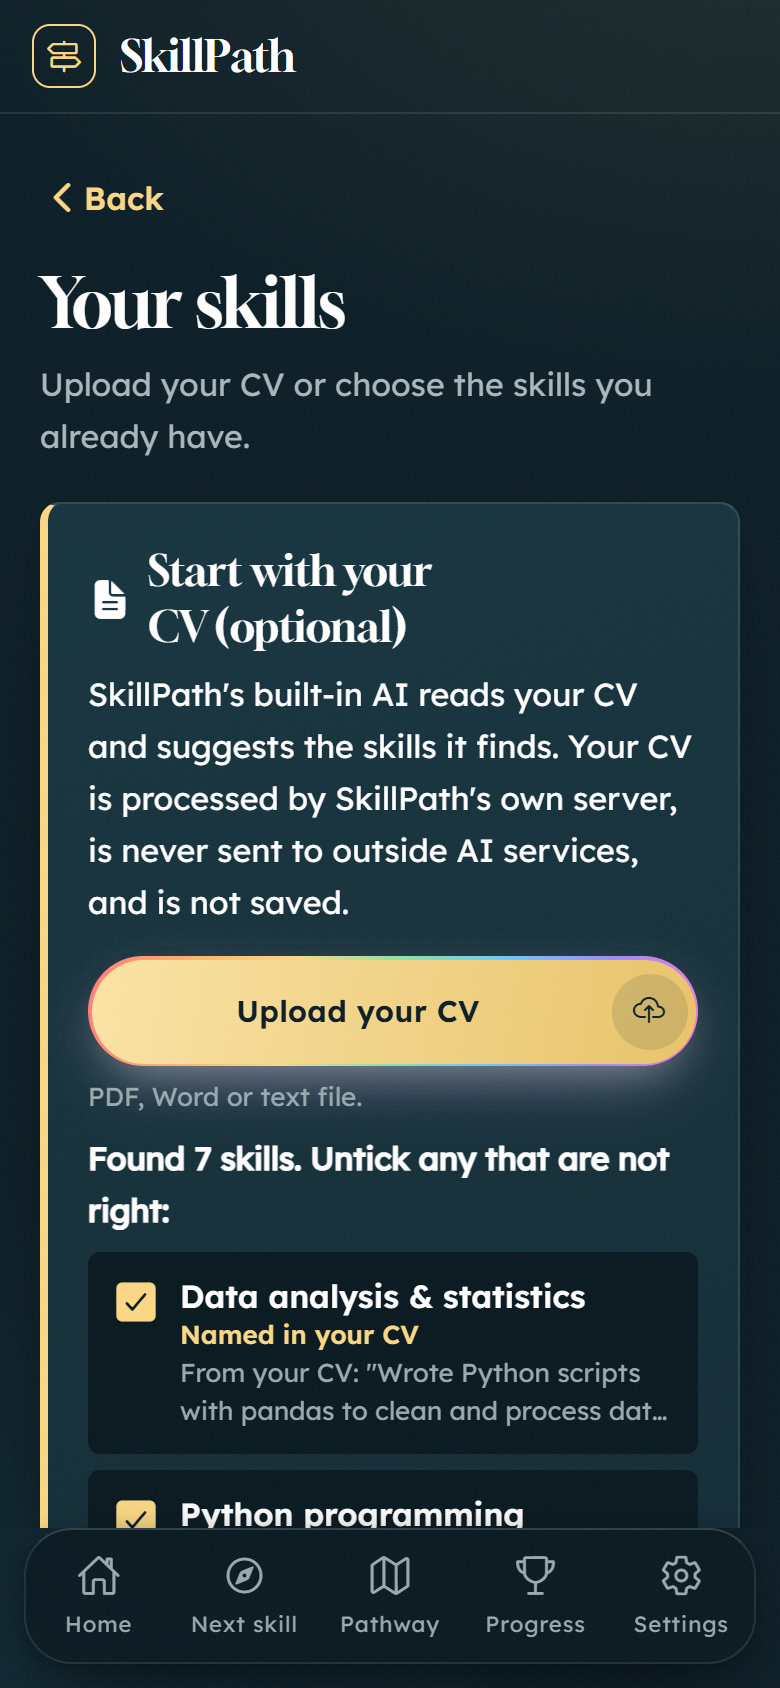 SkillPath
Back
Your skills
Upload your CV or choose the skills you
already have.
Start with your
CV (optional)
SkillPath's built-in AI reads your CV
and suggests the skills it finds. Your CV
is processed by SkillPath's own server,
is never sent to outside AI services,
and is not saved.
Upload your CV
PDF, Word or text file.
Found 7 skills. Untick any that are not
right:
Data analysis & statistics
Named in your CV
From your CV: "Wrote Python scripts
with pandas to clean and process dat...
Python programming
Home
Next skill
Pathway
Progress
Settings